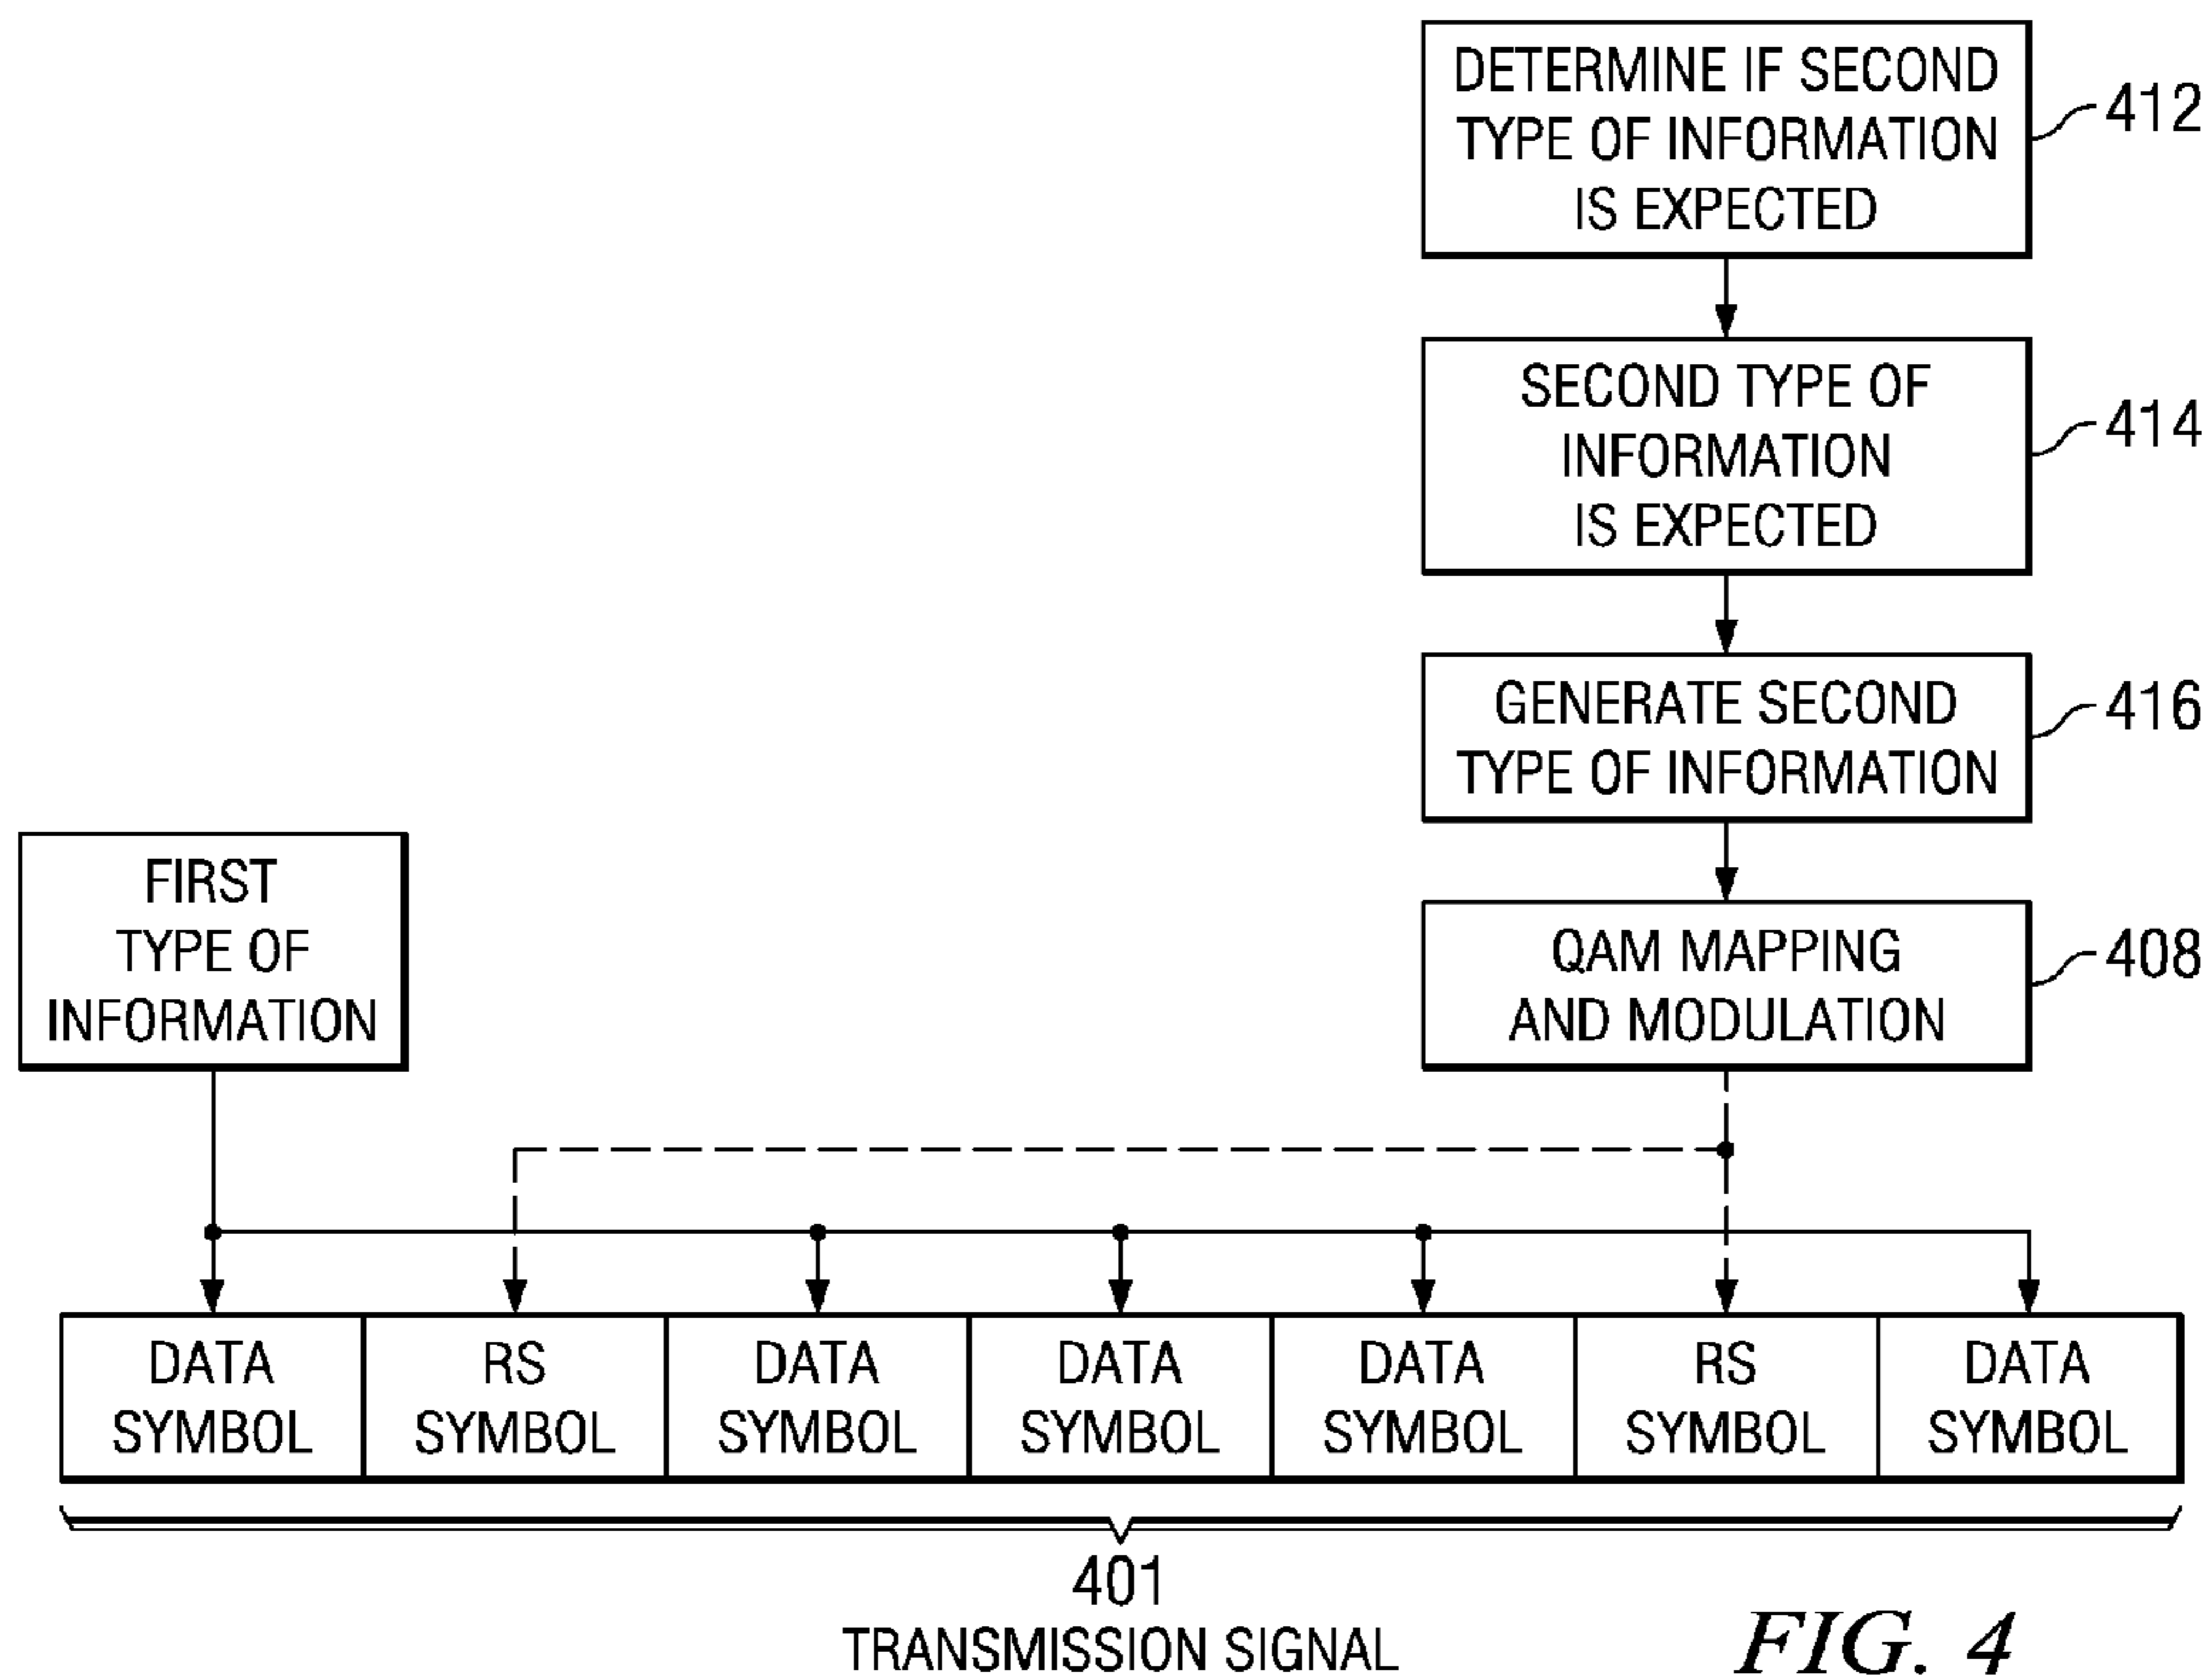 DETERMINE IF SECOND
TYPE OF INFORMATION
IS EXPECTED
412
SECOND TYPE OF
INFORMATION
IS EXPECTED
414
GENERATE SECOND
TYPE OF INFORMATION
416
FIRST
TYPE OF
INFORMATION
QAM MAPPING
AND MODULATION
408
DATA
SYMBOL
RS
SYMBOL
DATA
SYMBOL
DATA
SYMBOL
DATA
SYMBOL
RS
SYMBOL
DATA
SYMBOL
401
TRANSMISSION SIGNAL
FIG. 4